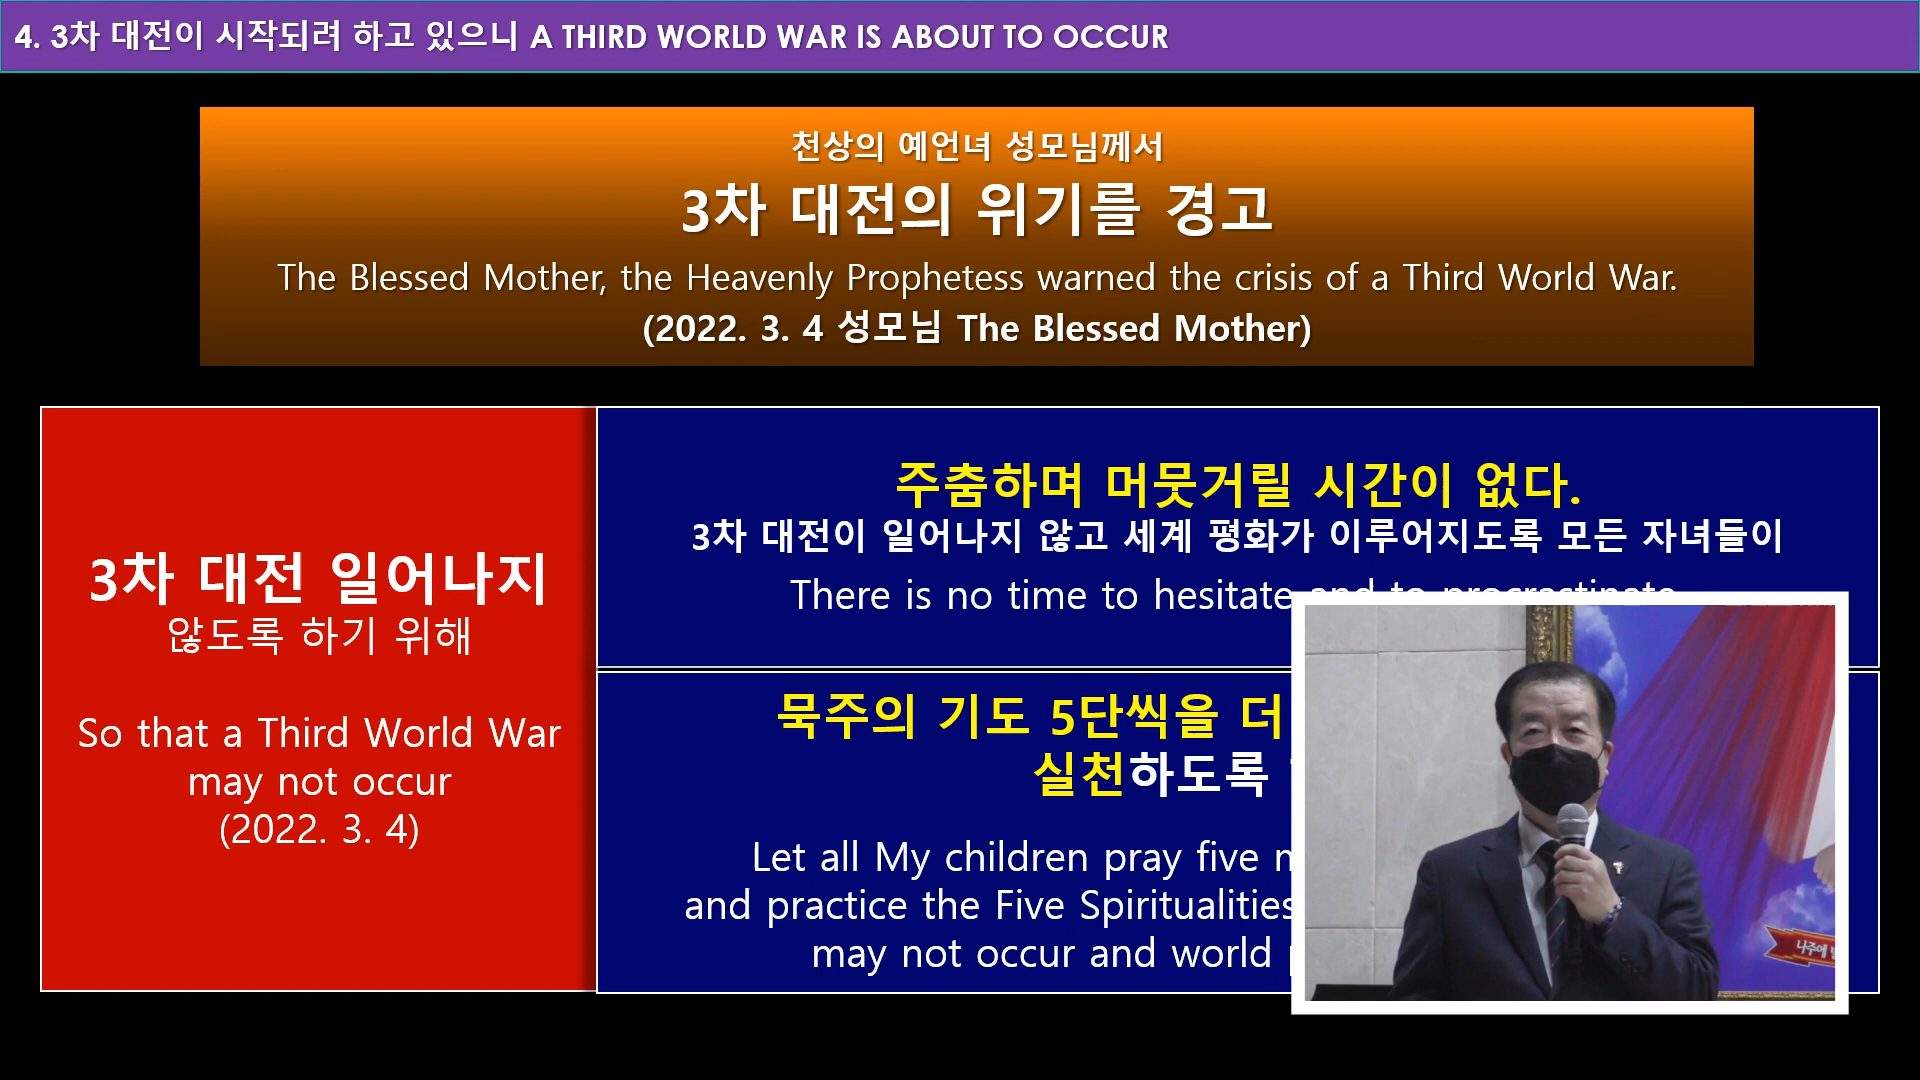 4. 3차 대전이 시작되려 하고 있으니 A THIRD WORLD WAR IS ABOUT TO OCCUR
천상의 예언녀 성모님께서
3차 대전의 위기를 경고
The Blessed Mother, the Heavenly Prophetess warned the crisis of a Third World War.
(2022. 3. 4 성모님 The Blessed Mother)
3차 대전 일어나지
않도록 하기 위해
So that a Third World War
may not occur
(2022. 3. 4)
주춤하며 머뭇거릴 시간이 없다.
3차 대전이 일어나지 않고 세계 평화가 이루어지도록 모든 자녀들이
There is no time to hesitate and to procrastinate
묵주의 기도 5단씩을 더
실천하도록
Let all My children pray five
and practice the Five Spiritualities
may not occur and world
나주에